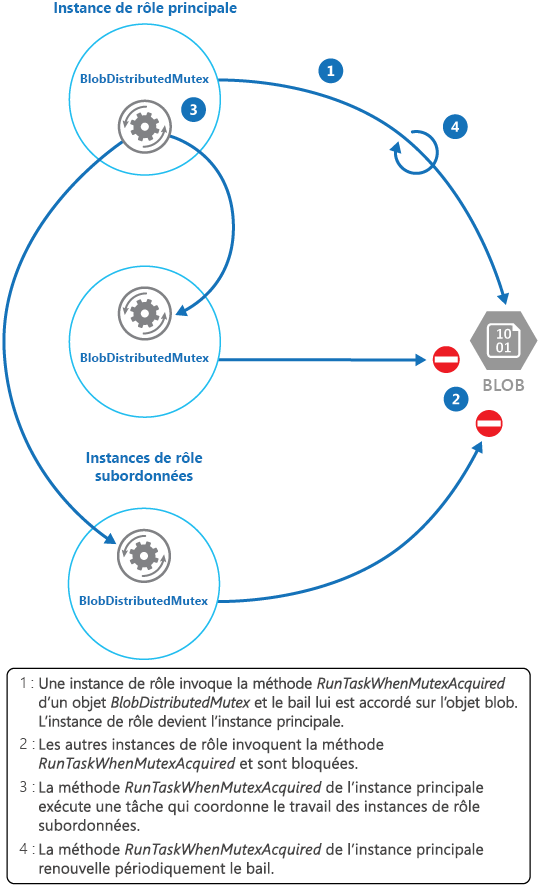 Instance de rôle principale
BlobDistributedMutex
1
3
4
BlobDistributedMutex
10
01
BLOB
2
Instances de rôle
subordonnées
BlobDistributedMutex
1 : Une instance de rôle invoque la méthode RunTaskWhenMutexAcquired
d'un objet BlobDistributedMutex et le bail lui est accordé sur l'objet blob.
L'instance de rôle devient l'instance principale.
2 : Les autres instances de rôle invoquent la méthode
RunTaskWhenMutexAcquired et sont bloquées.
3 : La méthode RunTaskWhenMutexAcquired de l'instance principale
exécute une tâche qui coordonne le travail des instances de rôle
subordonnées.
4 : La méthode RunTaskWhenMutexAcquired de l'instance principale
renouvelle périodiquement le bail.